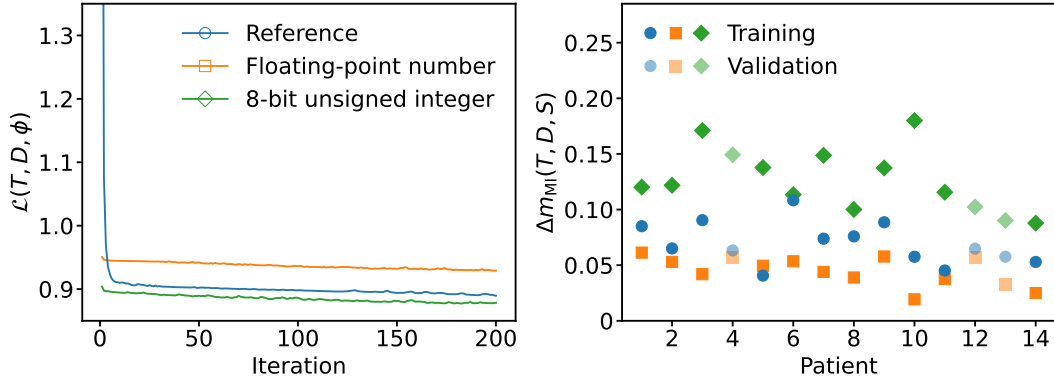 1.3
1.2
1.1
1.0
0.9
ℒ(T, D, ϕ)
Reference
Floating-point number
8-bit unsigned integer
0 50 100 150 200
Iteration
0.25
0.20
0.15
0.10
0.05
0
Δm_MI(T, D, S)
Training
Validation
2 4 6 8 10 12 14
Patient